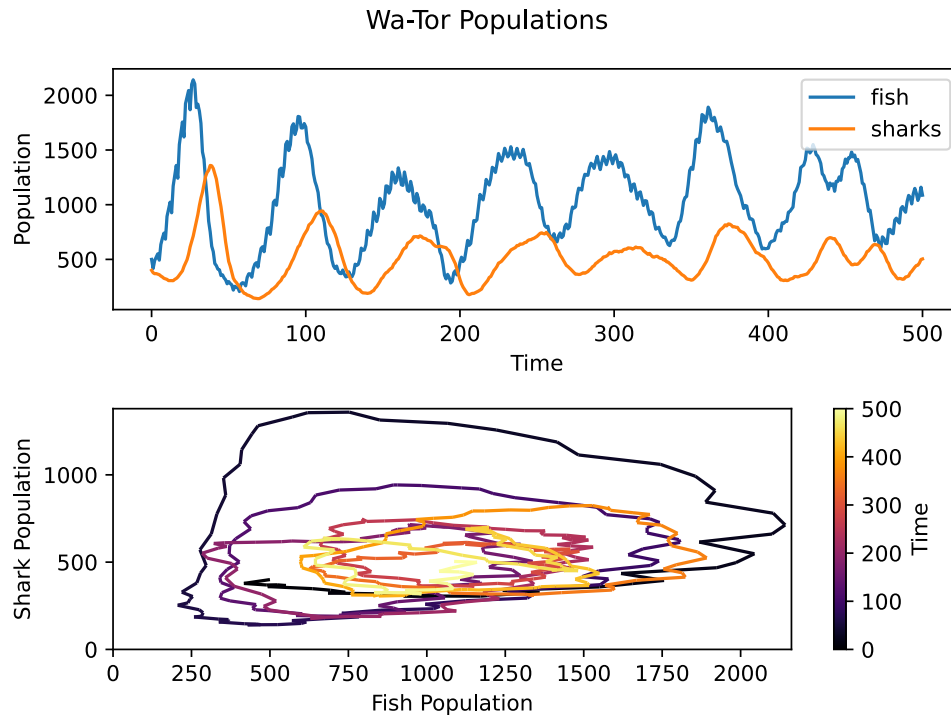 Wa-Tor Populations
2000
1500
1000
500
Population
fish
sharks
0 100 200 300 400 500
Time
1000
500
0
Shark Population
0 250 500 750 1000 1250 1500 1750 2000
Fish Population
500
400
300
200
100
0
Time